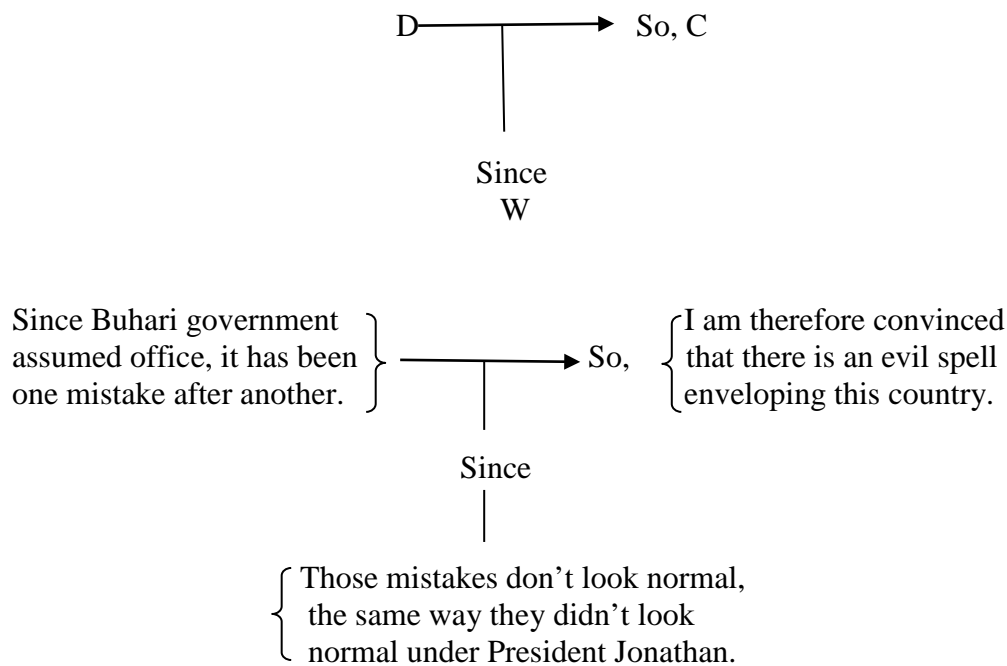 D So, C
Since
W
Since Buhari government
assumed office, it has been
one mistake after another.
So,
I am therefore convinced
that there is an evil spell
enveloping this country.
Since
Those mistakes don’t look normal,
the same way they didn’t look
normal under President Jonathan.